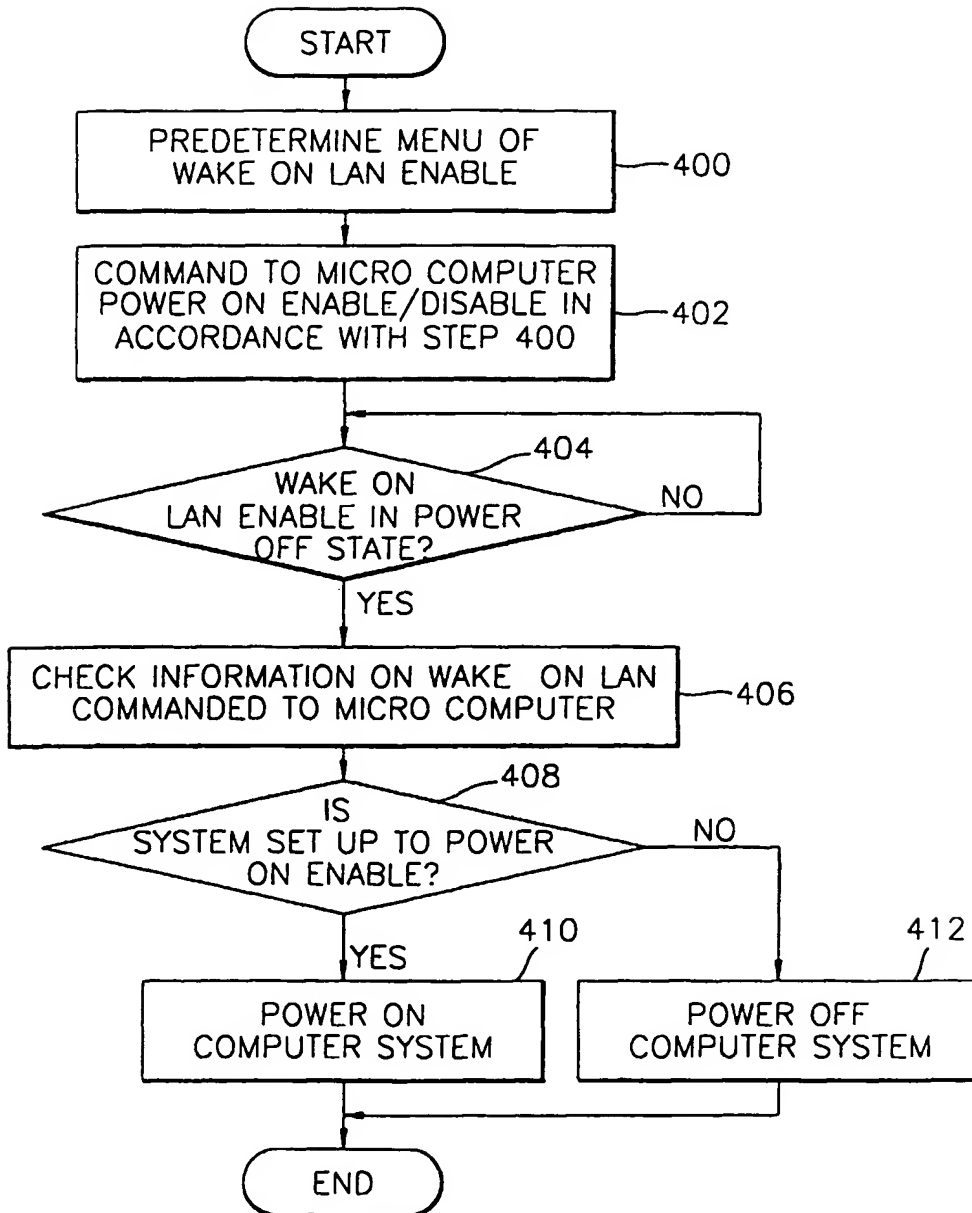 START
PREDETERMINE MENU OF
WAKE ON LAN ENABLE
400
COMMAND TO MICRO COMPUTER
POWER ON ENABLE/DISABLE IN
ACCORDANCE WITH STEP 400
402
404
WAKE ON
LAN ENABLE IN POWER
OFF STATE?
NO
YES
CHECK INFORMATION ON WAKE ON LAN
COMMANDED TO MICRO COMPUTER
406
408
IS
SYSTEM SET UP TO POWER
ON ENABLE?
NO
YES
410
412
POWER ON
COMPUTER SYSTEM
POWER OFF
COMPUTER SYSTEM
END